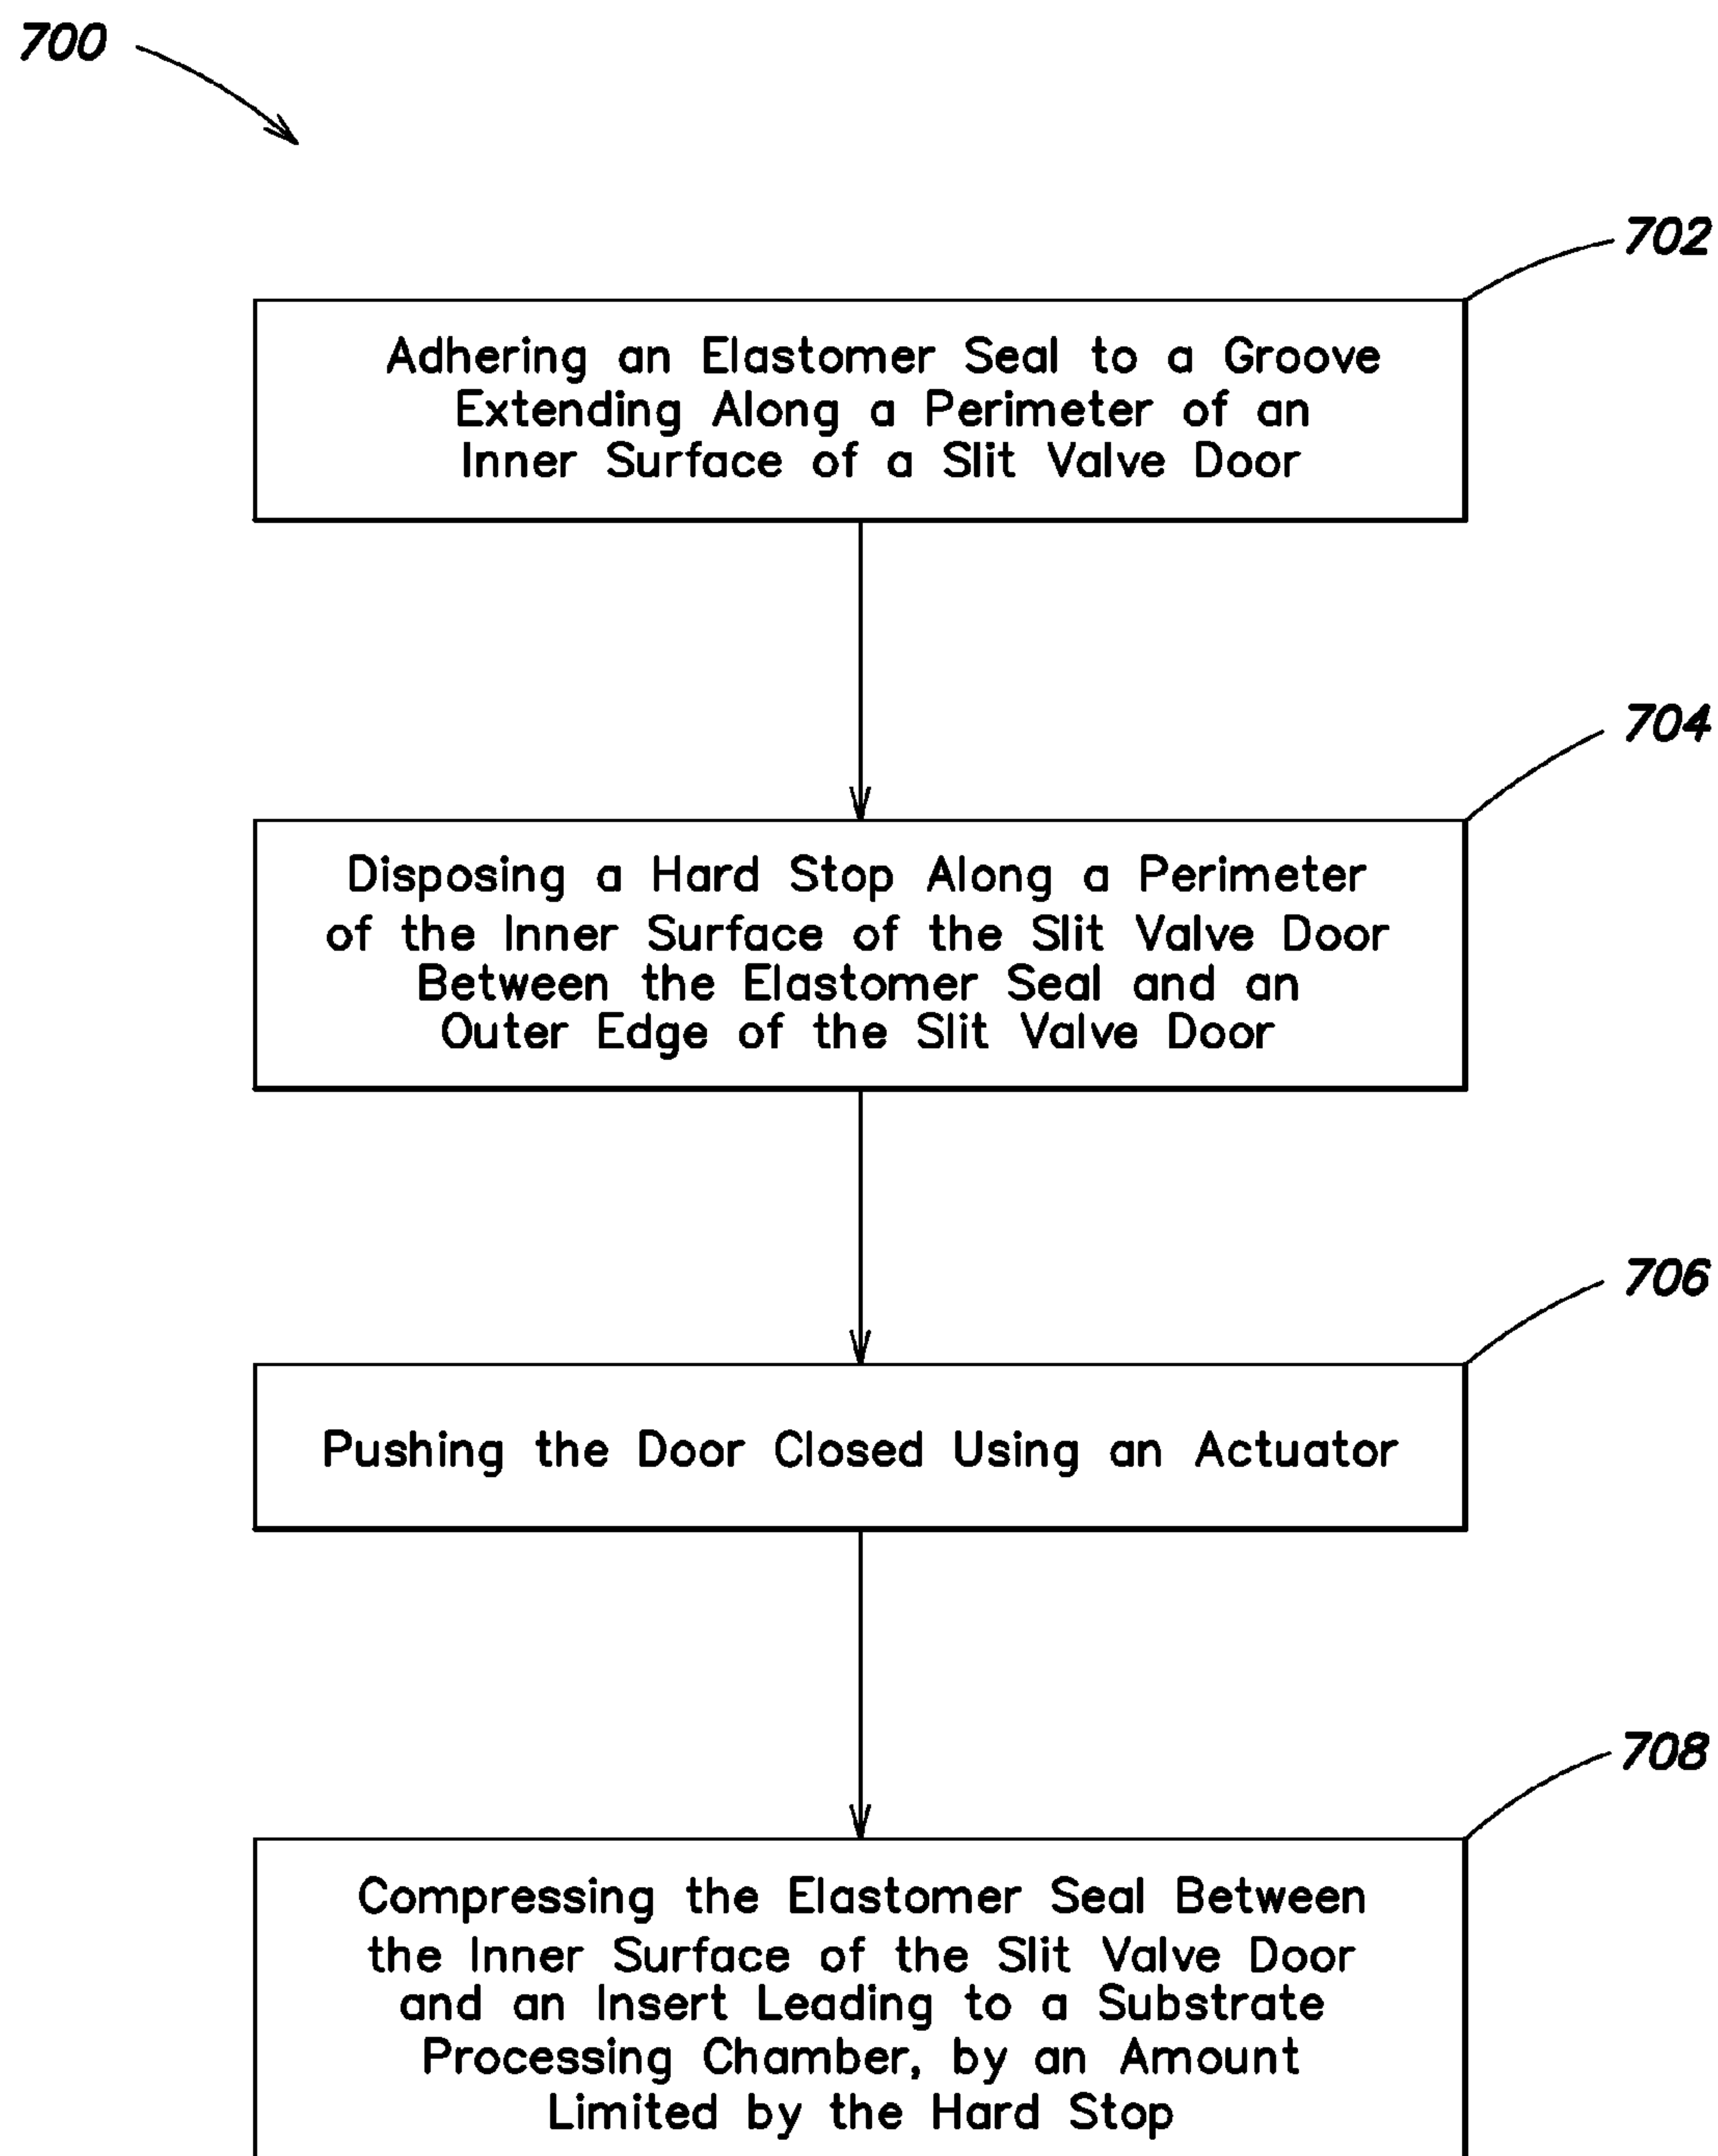 700
702
Adhering an Elastomer Seal to a Groove
Extending Along a Perimeter of an
Inner Surface of a Slit Valve Door
704
Disposing a Hard Stop Along a Perimeter
of the Inner Surface of the Slit Valve Door
Between the Elastomer Seal and an
Outer Edge of the Slit Valve Door
706
Pushing the Door Closed Using an Actuator
708
Compressing the Elastomer Seal Between
the Inner Surface of the Slit Valve Door
and an Insert Leading to a Substrate
Processing Chamber, by an Amount
Limited by the Hard Stop